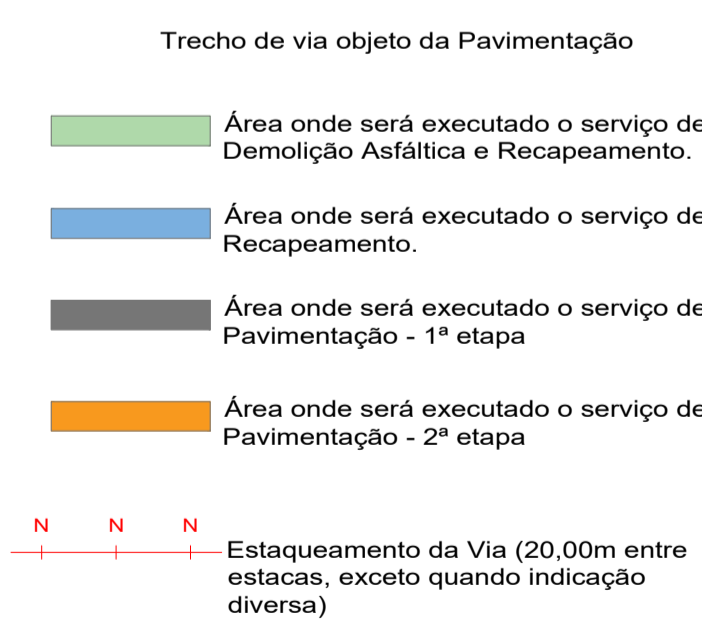 Trecho de via objeto da Pavimentação
Área onde será executado o serviço de
Demolição Asfáltica e Recapeamento.
Área onde será executado o serviço de
Recapeamento.
Área onde será executado o serviço de
Pavimentação - 1ª etapa
Área onde será executado o serviço de
Pavimentação - 2ª etapa
N N N
Estaqueamento da Via (20,00m entre
estacas, exceto quando indicação
diversa)